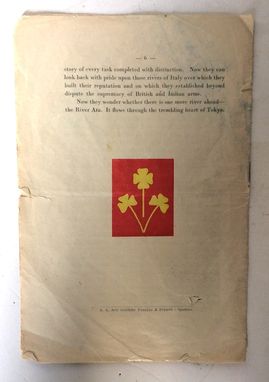 — 6 —
story of every task completed with distinction. Now they can
look back with pride upon those rivers of Italy over which they
built their reputation and on which they established beyond
dispute the supremacy of British and Indian arms.
Now they wonder whether there is one more river ahead—
the River Ara. It flows through the trembling heart of Tokyo.